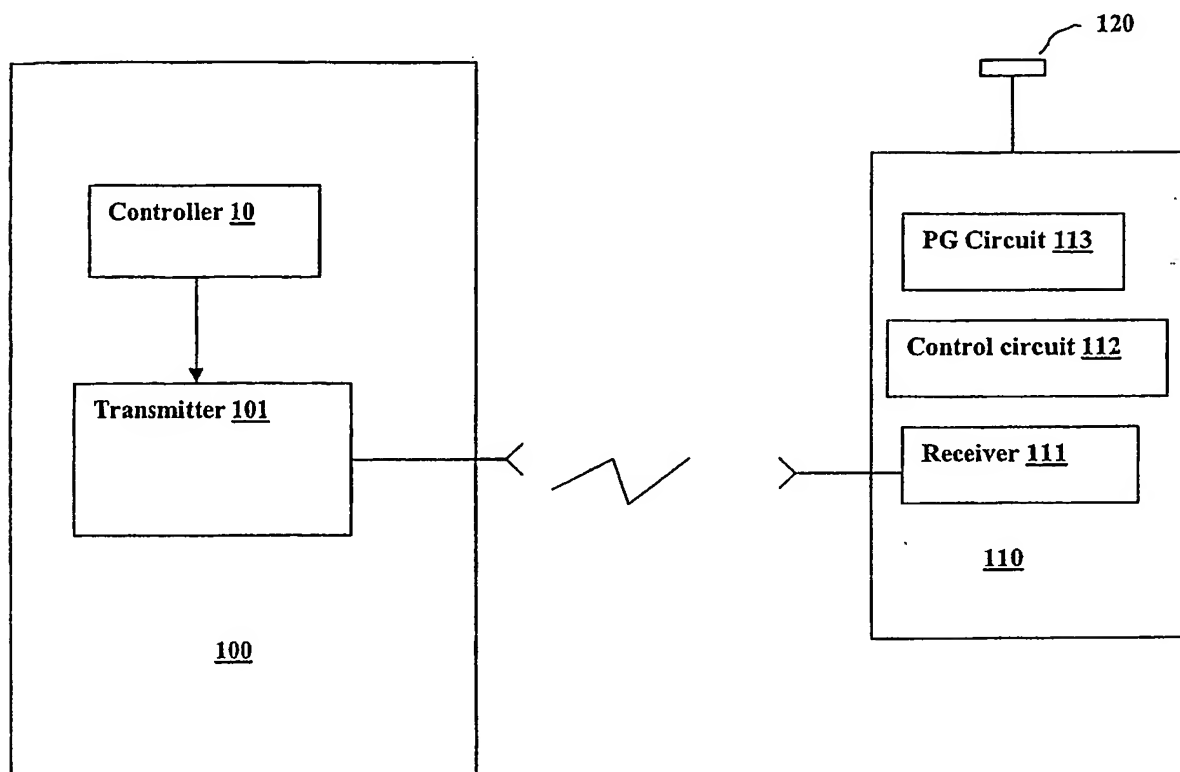 120
Controller 10
PG Circuit 113
Control circuit 112
Transmitter 101
Receiver 111
110
100